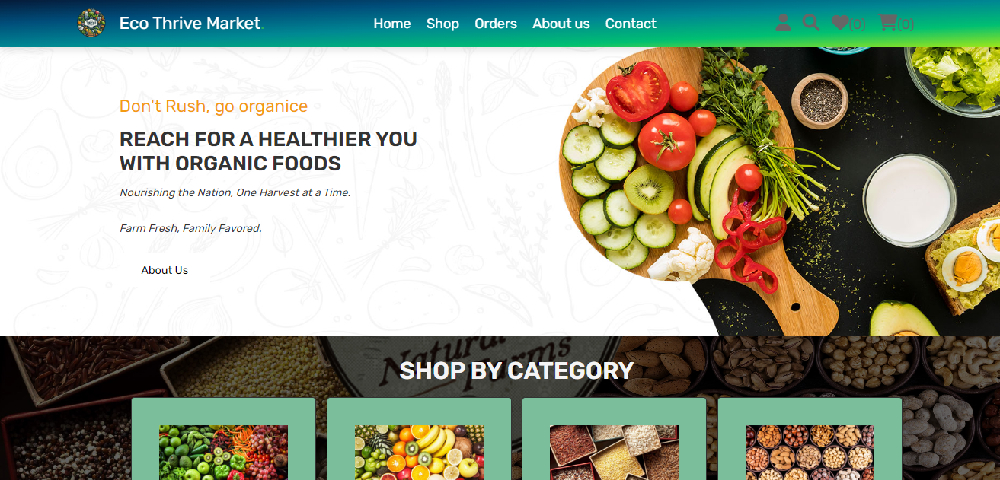 Eco Thrive Market.
Home Shop Orders About us Contact
(0) (0)
Don't Rush, go organice
REACH FOR A HEALTHIER YOU
WITH ORGANIC FOODS
Nourishing the Nation, One Harvest at a Time.
Farm Fresh, Family Favored.
About Us
Natural
Farms
SHOP BY CATEGORY